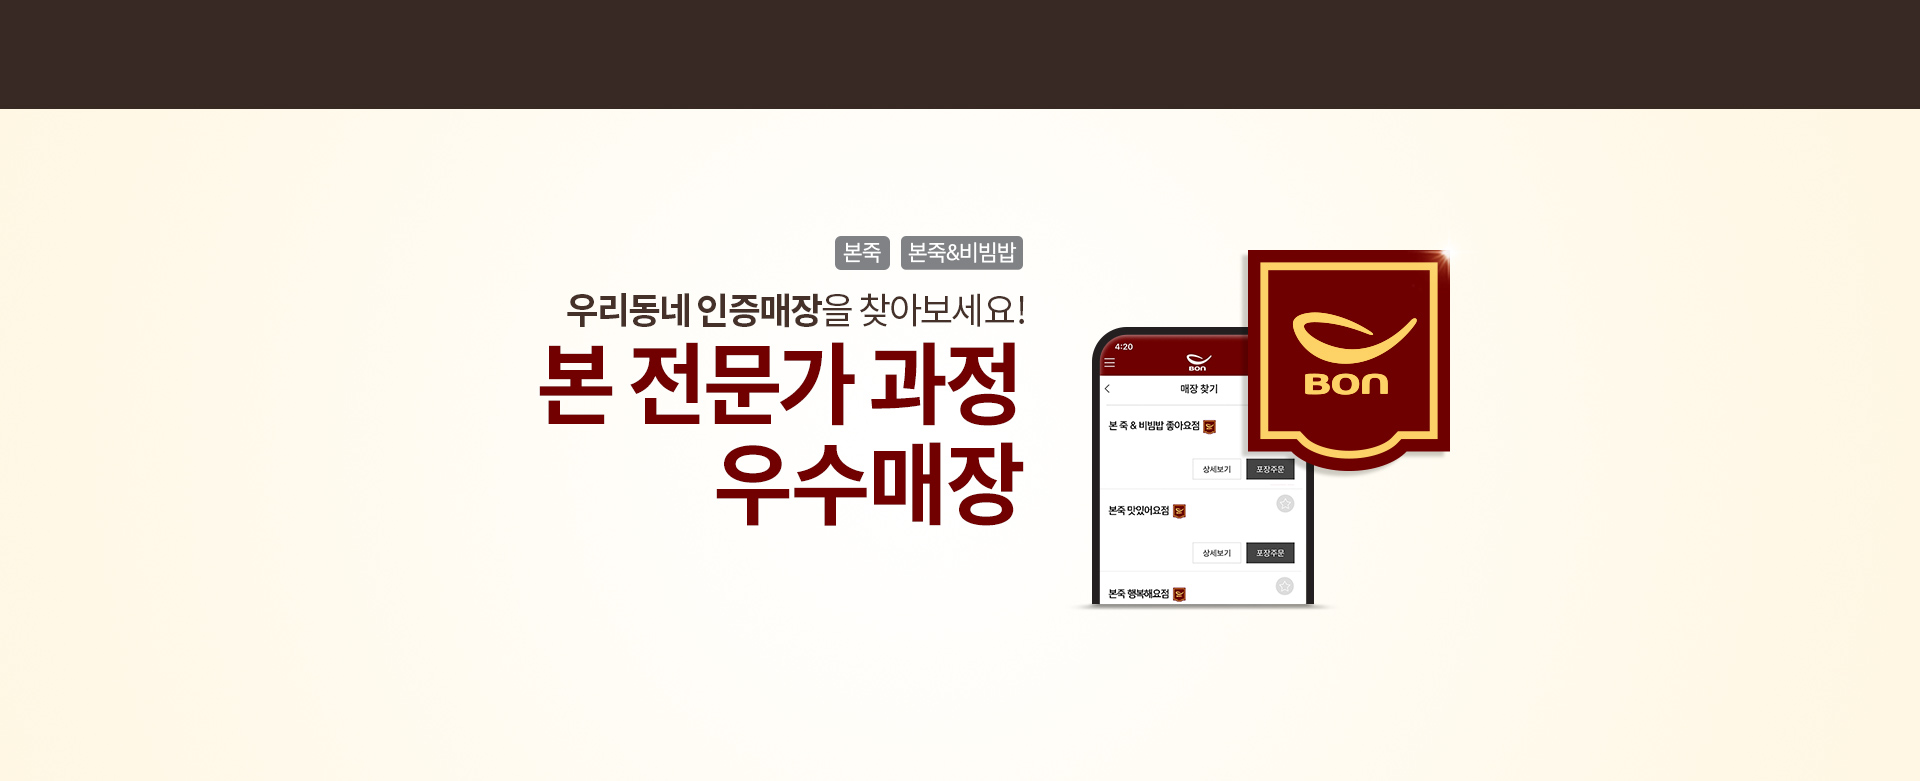 본죽 본죽&비빔밥
우리동네 인증매장을 찾아보세요!
본 전문가 과정
우수매장
4:20
BON
매장 찾기
본 죽 & 비빔밥 좋아요점
상세보기 포장주문
본죽 맛있어요점
상세보기 포장주문
본죽 행복해요점
BON